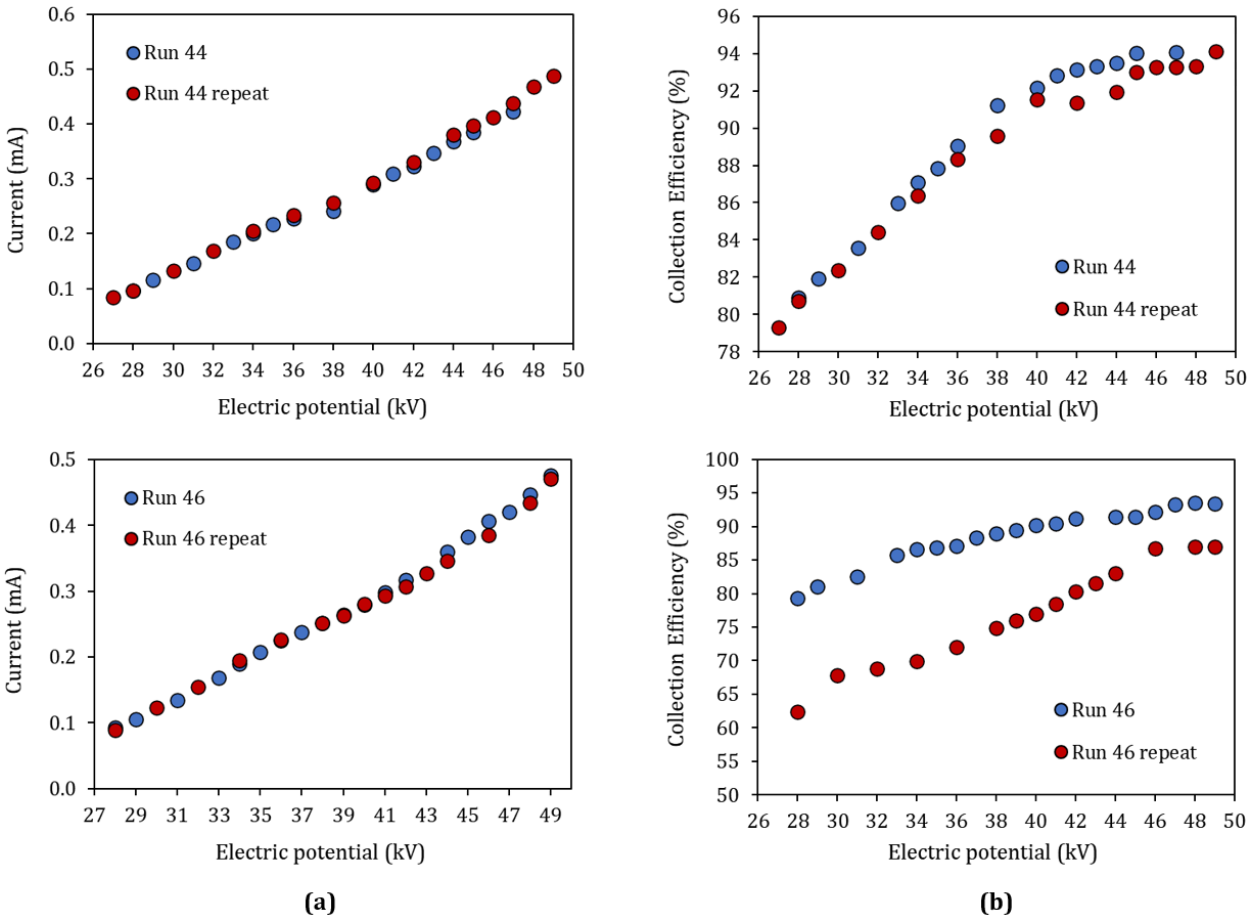 0.6
0.5
0.4
0.3
0.2
0.1
0.0
Current (mA)
Run 44
Run 44 repeat
26 28 30 32 34 36 38 40 42 44 46 48 50
Electric potential (kV)
96
94
92
90
88
86
84
82
80
78
Collection Efficiency (%)
Run 44
Run 44 repeat
26 28 30 32 34 36 38 40 42 44 46 48 50
Electric potential (kV)
0.5
0.4
0.3
0.2
0.1
0.0
Current (mA)
Run 46
Run 46 repeat
27 29 31 33 35 37 39 41 43 45 47 49
Electric potential (kV)
(a)
100
95
90
85
80
75
70
65
60
55
50
Collection Efficiency (%)
Run 46
Run 46 repeat
26 28 30 32 34 36 38 40 42 44 46 48 50
Electric potential (kV)
(b)